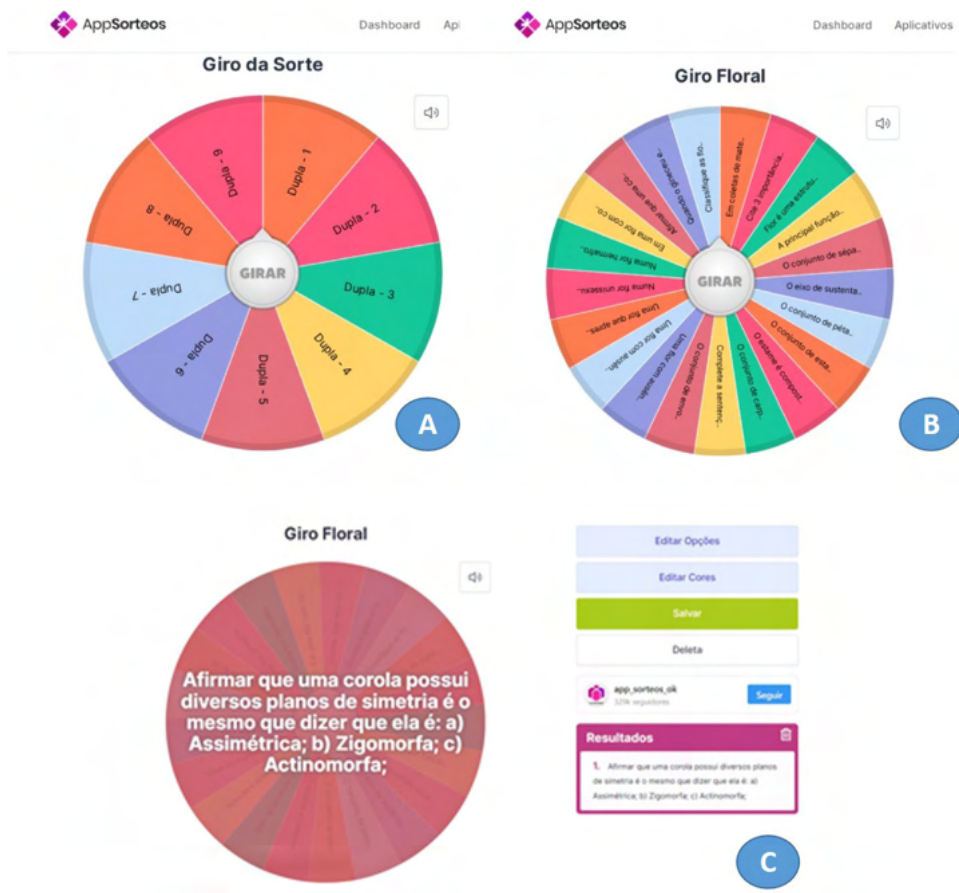 AppSorteos
Dashboard
Apl
Giro da Sorte
Dupla - 1
Dupla - 2
Dupla - 3
Dupla - 4
Dupla - 5
Dupla - 6
Dupla - 7
Dupla - 8
Dupla - 9
GIRAR
A
AppSorteos
Dashboard
Aplicativos
Giro Floral
Em coletas de mate..
Cite 3 importância..
Flor é uma estrutu..
A principal função..
O conjunto de sépa..
O eixo de sustenta..
O conjunto de péta..
O conjunto de esta..
O estame é compost..
O conjunto de carp..
Complete a sentenç..
O conjunto de envo..
Uma flor com ausên..
Uma flor com ausên..
Uma flor que apres..
Numa flor unissexu..
Numa flor hermafro..
Em uma flor com co..
Afirmar que uma co..
Quando o gineceu é..
Classifique as flo..
GIRAR
B
Giro Floral
Afirmar que uma corola possui
diversos planos de simetria é o
mesmo que dizer que ela é: a)
Assimétrica; b) Zigomorfa; c)
Actinomorfa;
Editar Opções
Editar Cores
Salvar
Deleta
app_sorteos_ok
329k seguidores
Seguir
Resultados
1. Afirmar que uma corola possui diversos planos
de simetria é o mesmo que dizer que ela é: a)
Assimétrica; b) Zigomorfa; c) Actinomorfa;
C